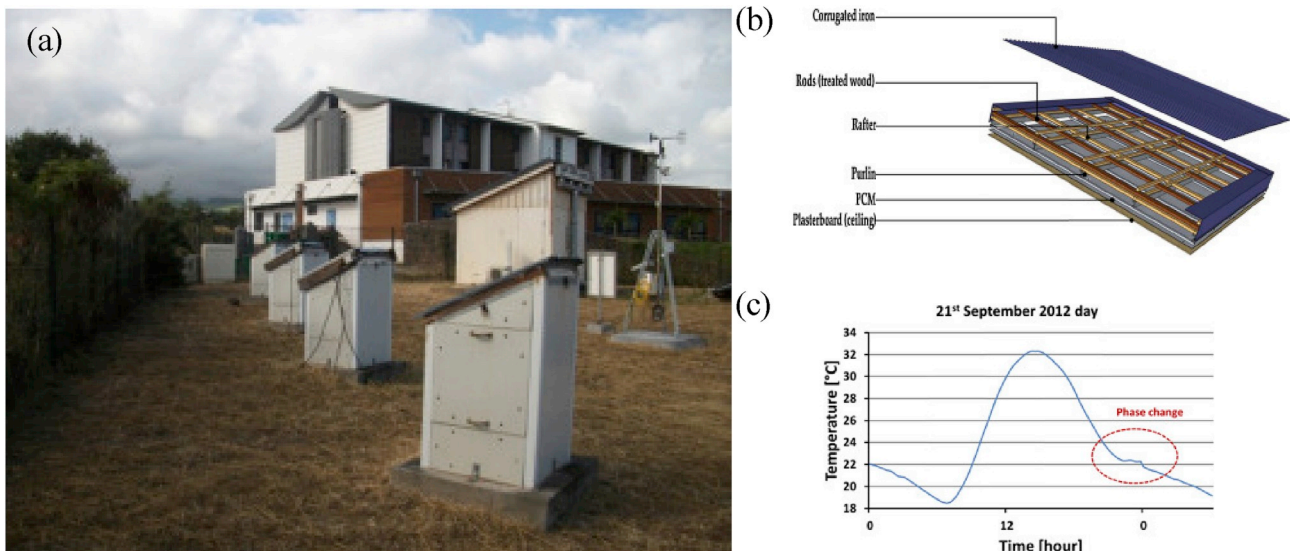 (a)
(b)
Corrugated iron
Rods (treated wood)
Rafter
Purlin
PCM
Plasterboard (ceiling)
(c)
21st September 2012 day
34
32
30
28
26
24
22
20
18
Temperature [°C]
Phase change
0
12
0
Time [hour]